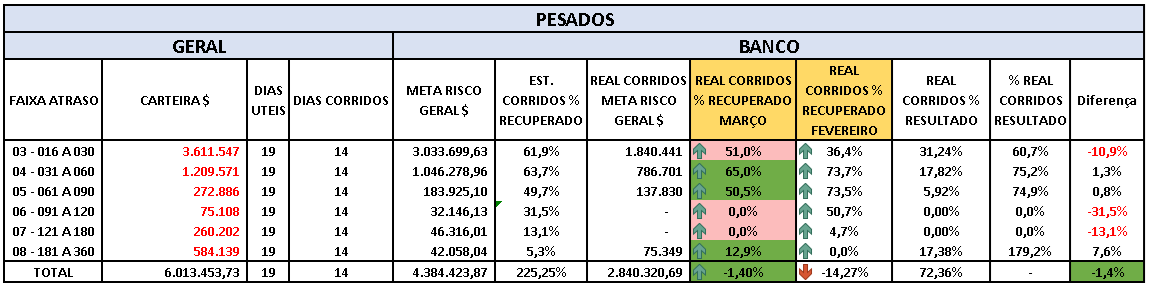 PESADOS
GERAL BANCO
FAIXA ATRASO CARTEIRA $ DIAS UTEIS DIAS CORRIDOS META RISCO GERAL $ EST. CORRIDOS % RECUPERADO REAL CORRIDOS META RISCO GERAL $ REAL CORRIDOS % RECUPERADO MARÇO REAL CORRIDOS % RECUPERADO FEVEREIRO REAL CORRIDOS % RESULTADO % REAL CORRIDOS RESULTADO Diferença
03 - 016 A 030 3.611.547 19 14 3.033.699,63 61,9% 1.840.441 51,0% 36,4% 31,24% 60,7% -10,9%
04 - 031 A 060 1.209.571 19 14 1.046.278,96 63,7% 786.701 65,0% 73,7% 17,82% 75,2% 1,3%
05 - 061 A 090 272.886 19 14 183.925,10 49,7% 137.830 50,5% 73,5% 5,92% 74,9% 0,8%
06 - 091 A 120 75.108 19 14 32.146,13 31,5% - 0,0% 50,7% 0,00% 0,0% -31,5%
07 - 121 A 180 260.202 19 14 46.316,01 13,1% - 0,0% 4,7% 0,00% 0,0% -13,1%
08 - 181 A 360 584.139 19 14 42.058,04 5,3% 75.349 12,9% 0,0% 17,38% 179,2% 7,6%
TOTAL 6.013.453,73 19 14 4.384.423,87 225,25% 2.840.320,69 -1,40% -14,27% 72,36% - -1,4%